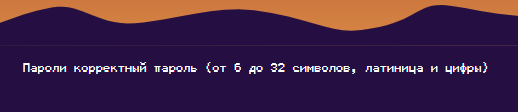 Пароли корректный пароль (от 6 до 32 символов, латиница и цифры)